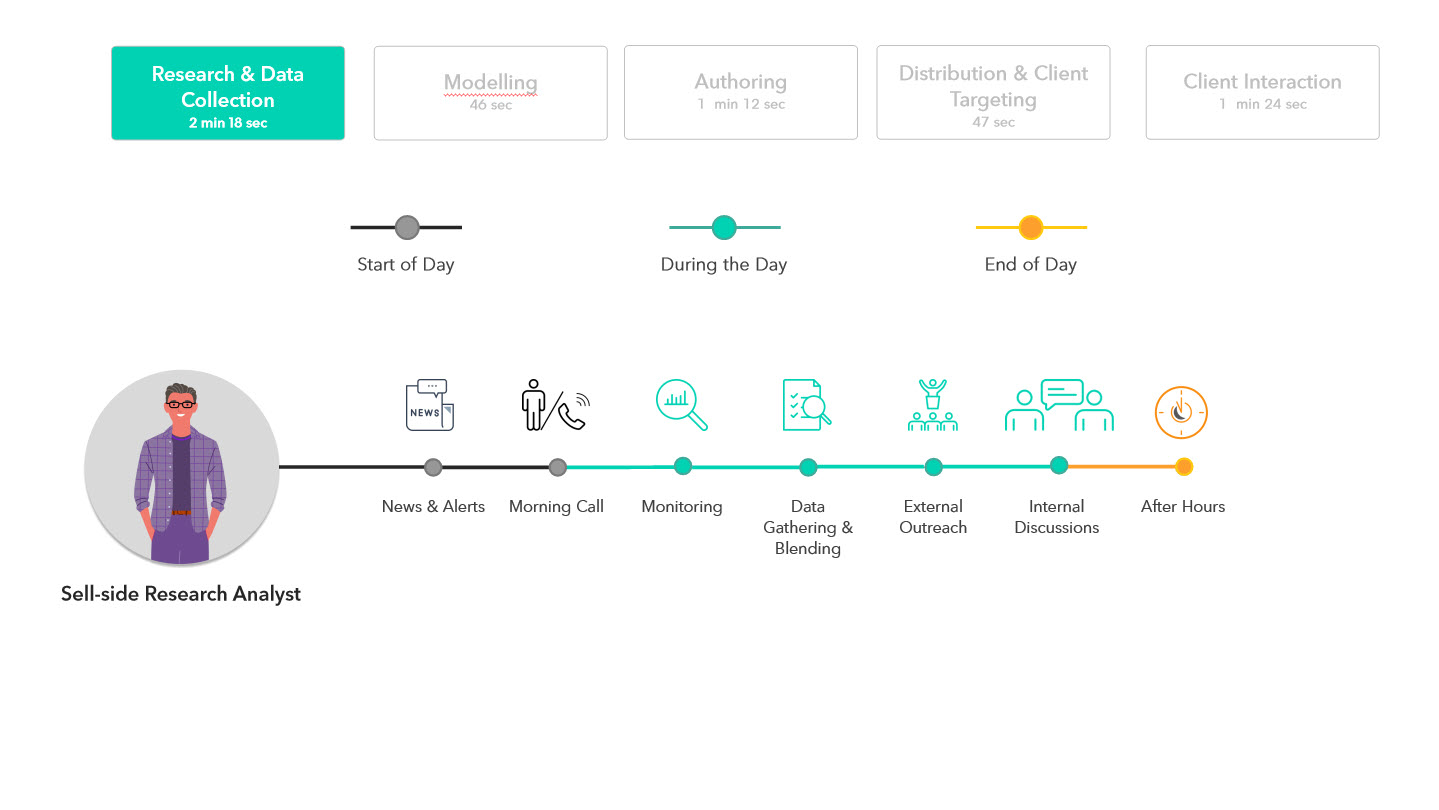 Research & Data
Collection
2 min 18 sec
Modelling
46 sec
Authoring
1 min 12 sec
Distribution & Client
Targeting
47 sec
Client Interaction
1 min 24 sec
Start of Day
During the Day
End of Day
NEWS
News & Alerts
Morning Call
Monitoring
Data
Gathering &
Blending
External
Outreach
Internal
Discussions
After Hours
Sell-side Research Analyst